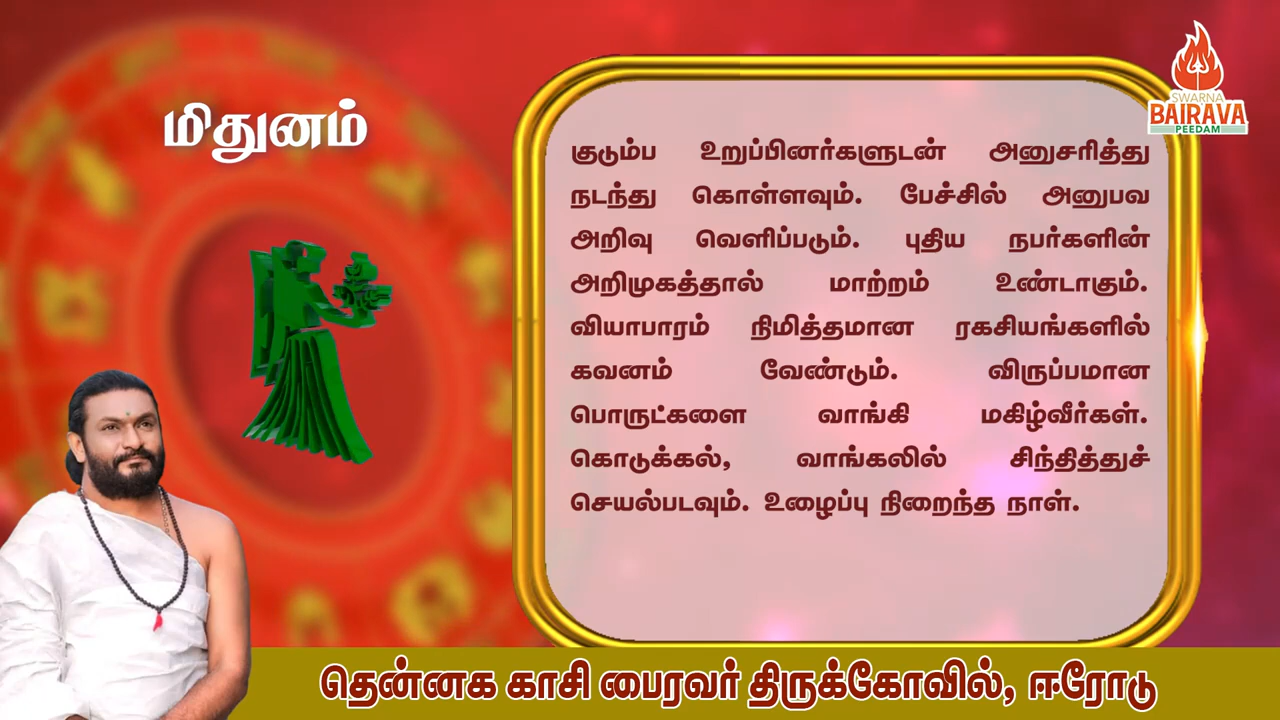 மிதுனம்
SWARNA
BAIRAVA
PEEDAM
குடும்ப உறுப்பினர்களுடன் அனுசரித்து
நடந்து கொள்ளவும். பேச்சில் அனுபவ
அறிவு வெளிப்படும். புதிய நபர்களின்
அறிமுகத்தால் மாற்றம் உண்டாகும்.
வியாபாரம் நிமித்தமான ரகசியங்களில்
கவனம் வேண்டும். விருப்பமான
பொருட்களை வாங்கி மகிழ்வீர்கள்.
கொடுக்கல், வாங்கலில் சிந்தித்துச்
செயல்படவும். உழைப்பு நிறைந்த நாள்.
தென்னக காசி பைரவர் திருக்கோவில், ஈரோடு